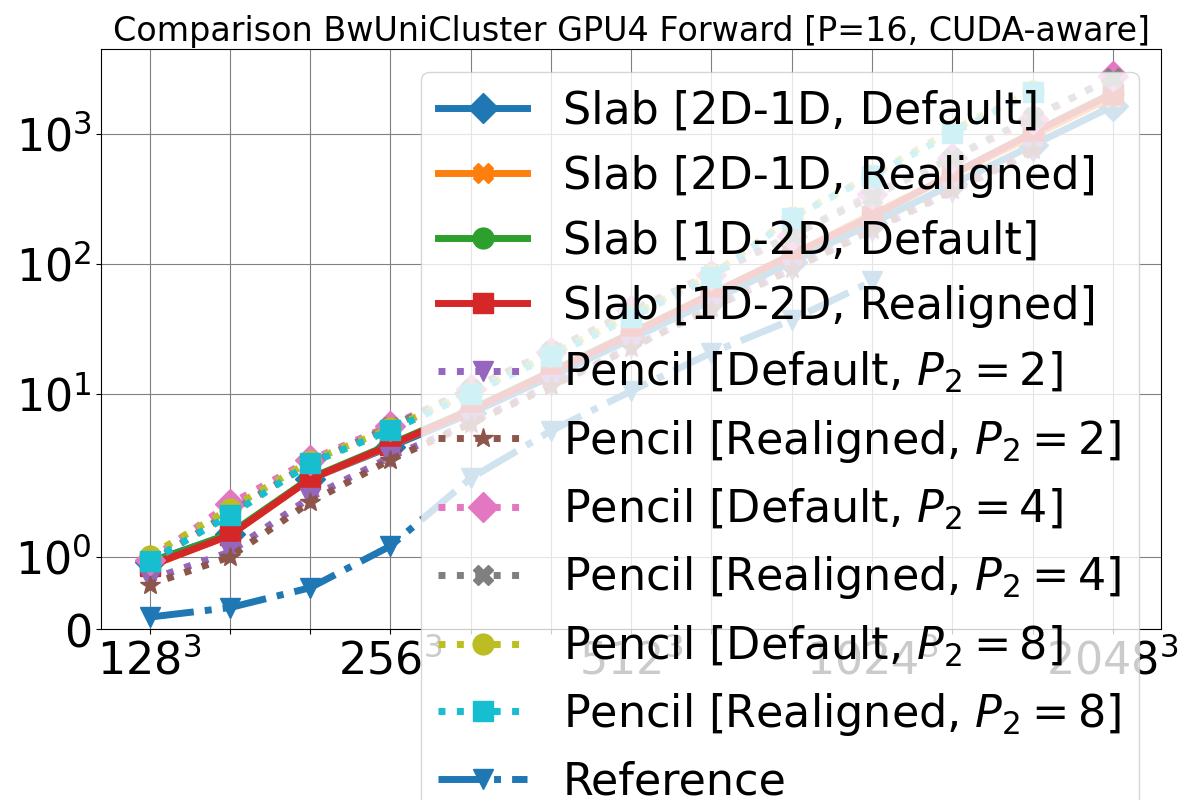 Comparison BwUniCluster GPU4 Forward [P=16, CUDA-aware]
10³
10²
10¹
10⁰
0
128³
256³
512³
1024³
2048³
Slab [2D-1D, Default]
Slab [2D-1D, Realigned]
Slab [1D-2D, Default]
Slab [1D-2D, Realigned]
Pencil [Default, P₂ = 2]
Pencil [Realigned, P₂ = 2]
Pencil [Default, P₂ = 4]
Pencil [Realigned, P₂ = 4]
Pencil [Default, P₂ = 8]
Pencil [Realigned, P₂ = 8]
Reference